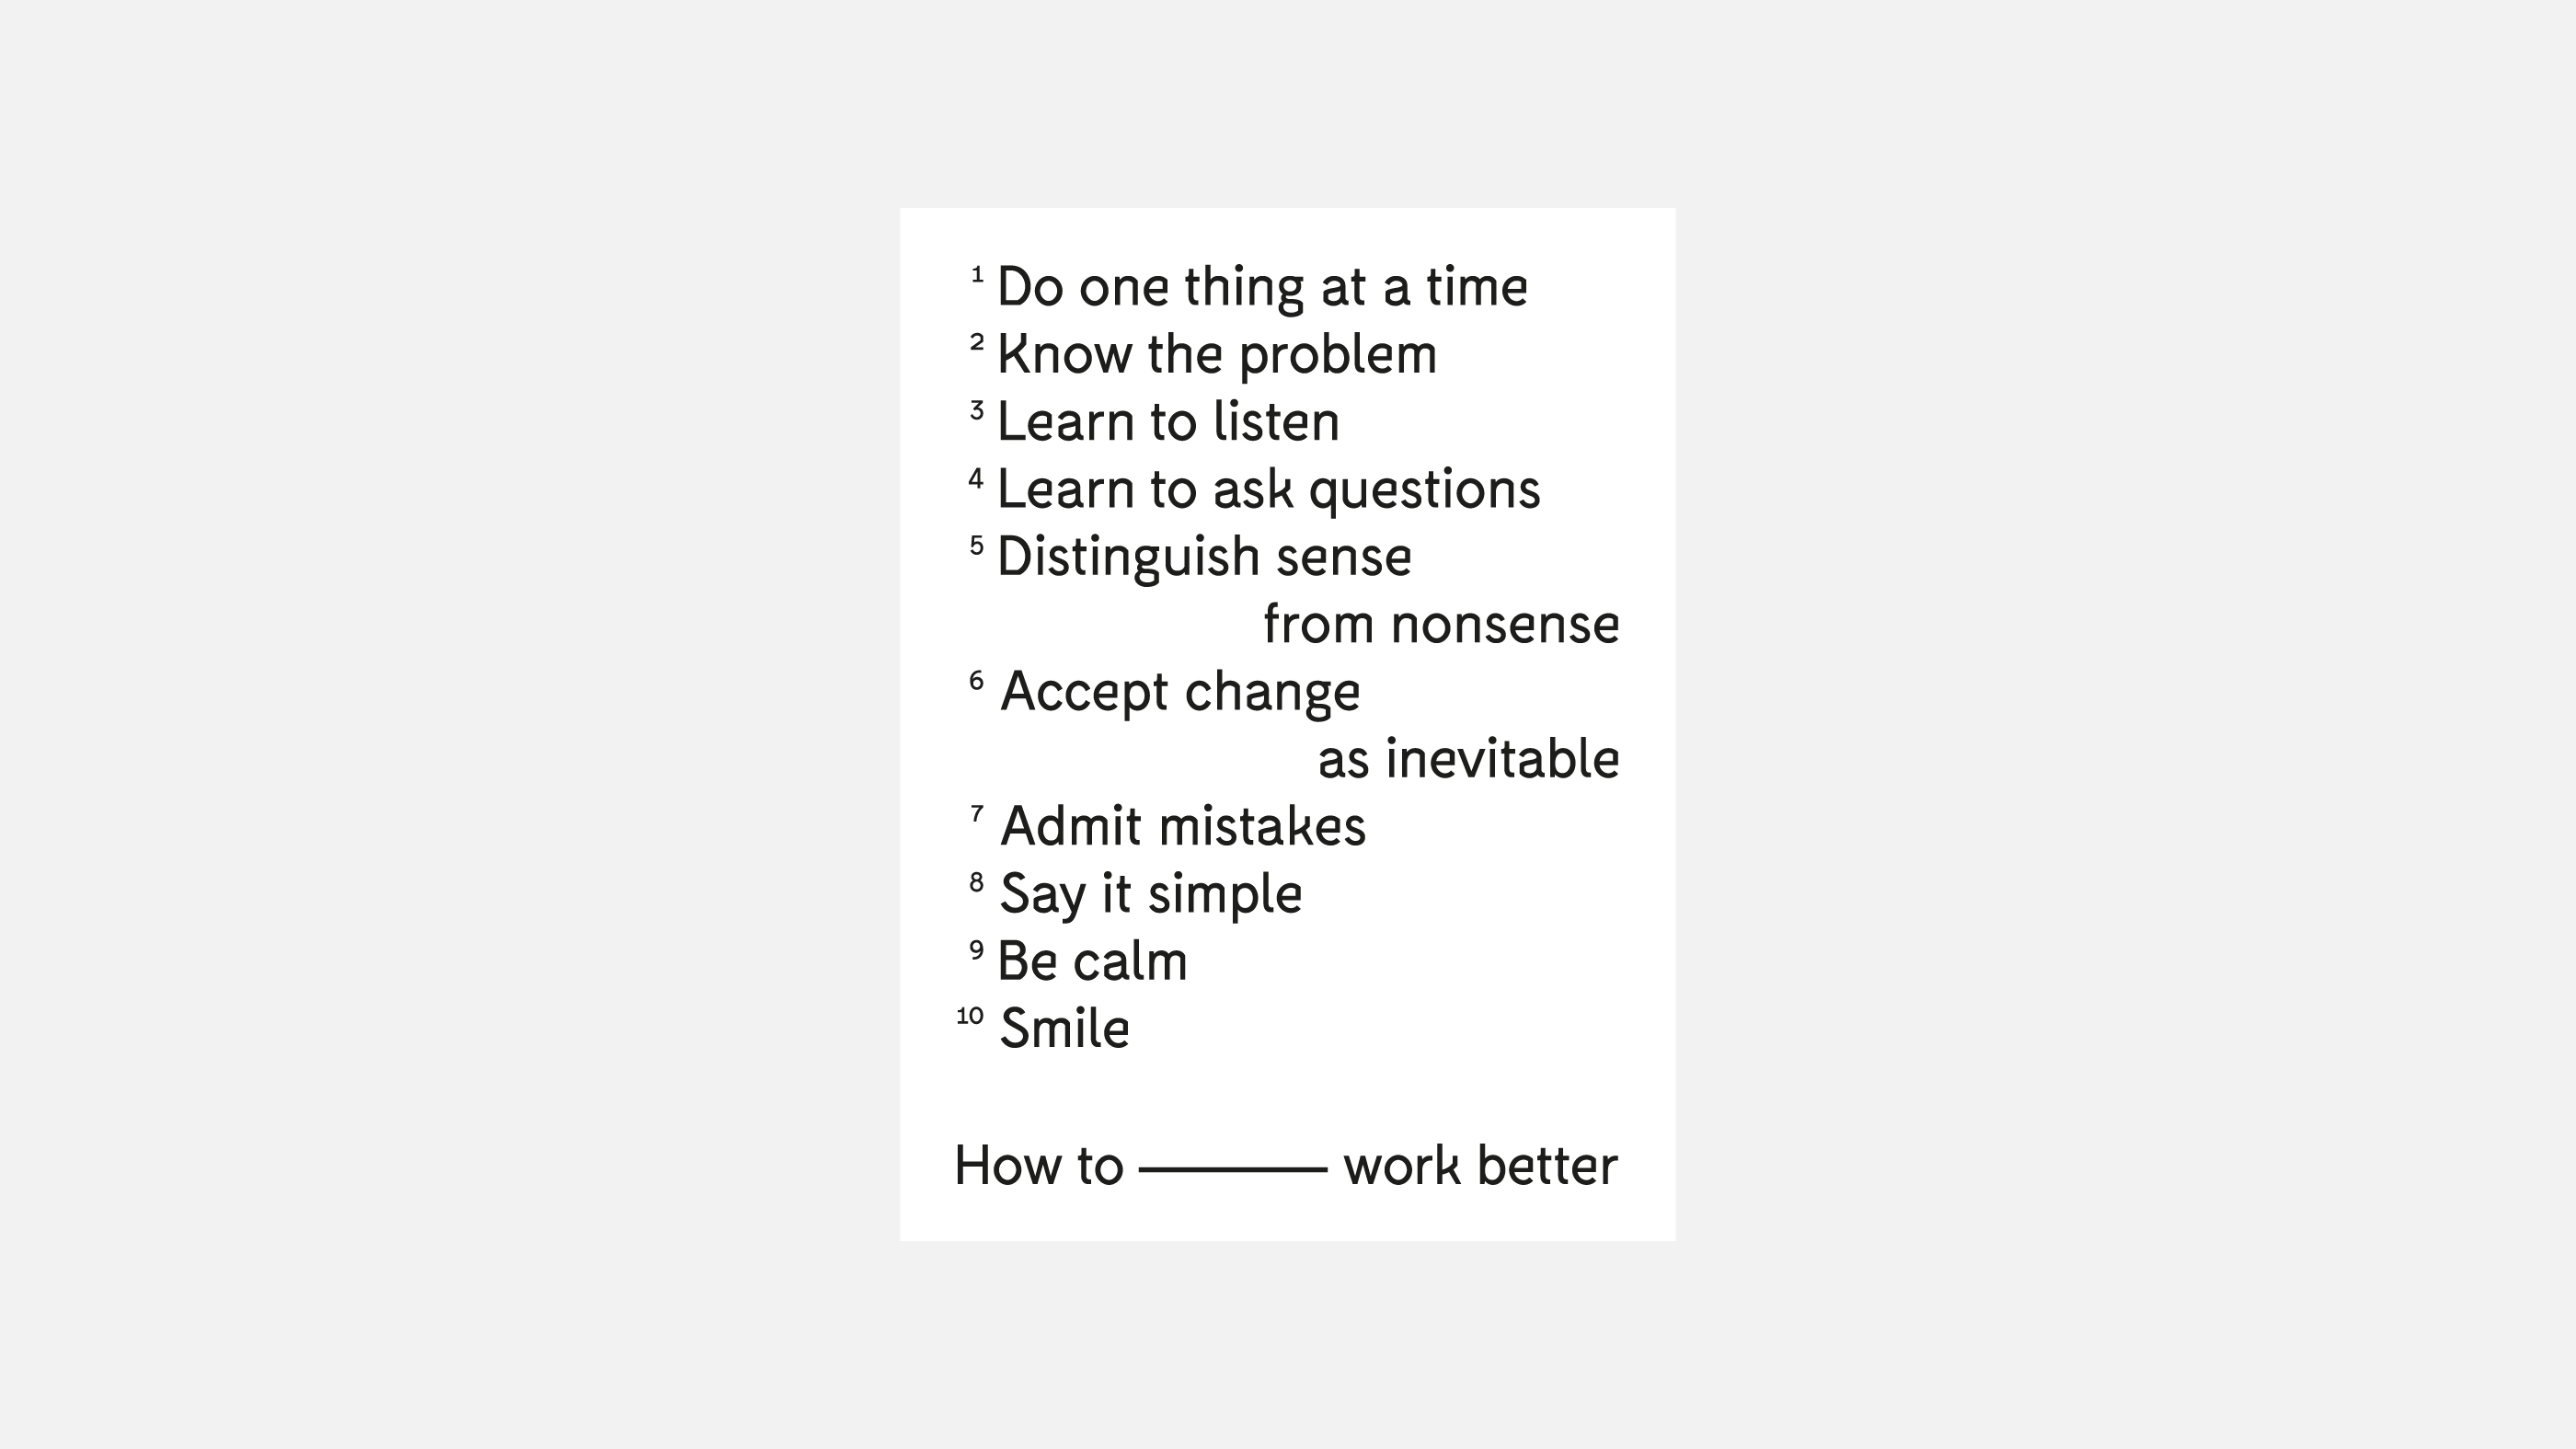 1 Do one thing at a time
2 Know the problem
3 Learn to listen
4 Learn to ask questions
5 Distinguish sense
from nonsense
6 Accept change
as inevitable
7 Admit mistakes
8 Say it simple
9 Be calm
10 Smile
How to ——— work better